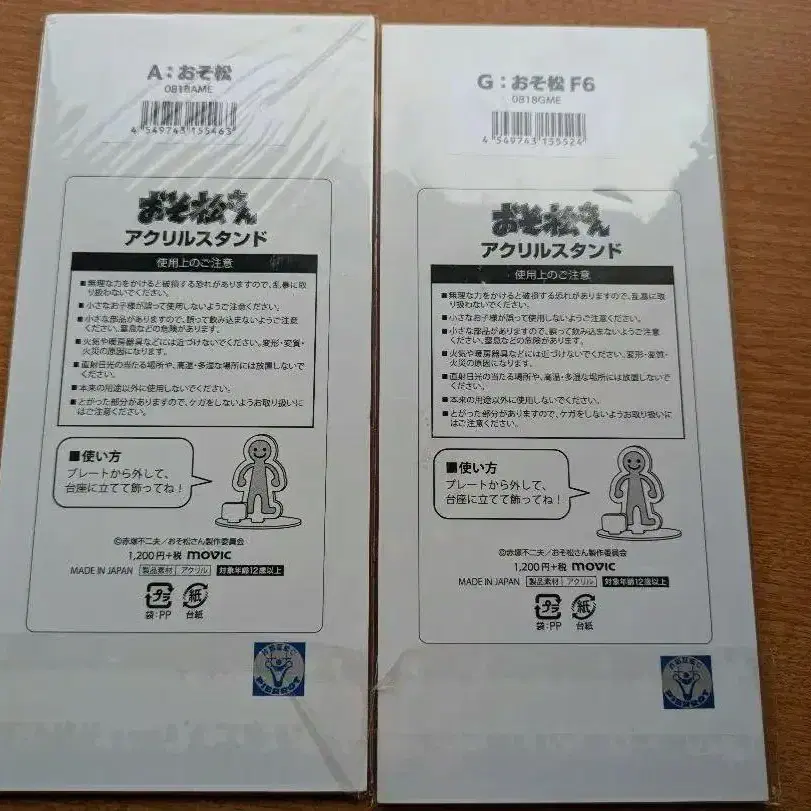 A：おそ松
0818AME
4 549743 155463
おそ松さん
アクリルスタンド
使用上のご注意
■無理な力をかけると破損する恐れがありますので、乱暴に取
り扱わないでください。
■小さなお子様が誤って使用しないようご注意ください。
■小さな部品がありますので、誤って飲み込まないようご注意
ください。窒息などの危険があります。
■火気や暖房器具などには近づけないでください。変形・変質・
火災の原因になります。
■直射日光の当たる場所や、高温・多湿な場所には放置しないで
ください。
■本来の用途以外に使用しないでください。
■とがった部分がありますので、ケガをしないようお取り扱いに
はご注意ください。
■使い方
プレートから外して、
台座に立てて飾ってね！
©赤塚不二夫／おそ松さん製作委員会
1,200円+税 movic
MADE IN JAPAN 製品素材 アクリル 対象年齢12歳以上
プラ 紙
袋：PP 台紙
PIERROT
G：おそ松 F6
0818GME
4 549743 155524
おそ松さん
アクリルスタンド
使用上のご注意
■無理な力をかけると破損する恐れがありますので、乱暴に取
り扱わないでください。
■小さなお子様が誤って使用しないようご注意ください。
■小さな部品がありますので、誤って飲み込まないようご注意
ください。窒息などの危険があります。
■火気や暖房器具などには近づけないでください。変形・変質・
火災の原因になります。
■直射日光の当たる場所や、高温・多湿な場所には放置しないで
ください。
■本来の用途以外に使用しないでください。
■とがった部分がありますので、ケガをしないようお取り扱いに
はご注意ください。
■使い方
プレートから外して、
台座に立てて飾ってね！
©赤塚不二夫／おそ松さん製作委員会
1,200円+税 movic
MADE IN JAPAN 製品素材 アクリル 対象年齢12歳以上
プラ 紙
袋：PP 台紙
PIERROT